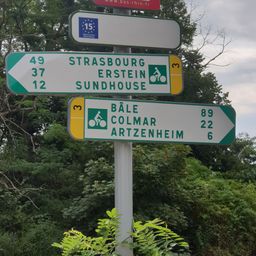 15
49 STRASBOURG
37 ERSTEIN
12 SUNDHOUSE
3
3
BÂLE 89
COLMAR 22
ARTZENHEIM 6